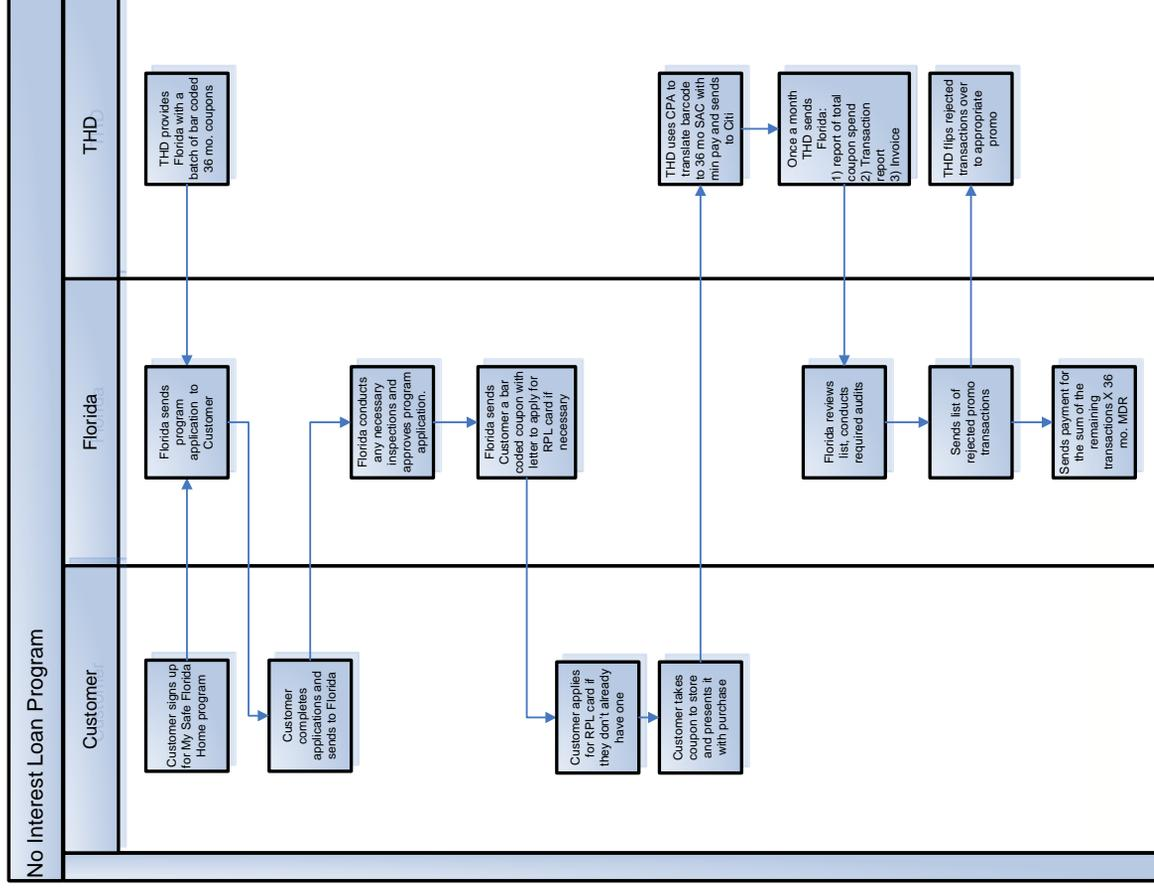 No Interest Loan Program
Customer
Florida
THD
Customer signs up
for My Safe Florida
Home program
Florida sends
program
application to
Customer
THD provides
Florida with a
batch of bar coded
36 mo. coupons
Customer
completes
applications and
sends to Florida
Florida conducts
any necessary
inspections and
approves program
application.
Florida sends
Customer a bar
coded coupon with
letter to apply for
RPL card if
necessary
Customer applies
for RPL card if
they don't already
have one
Customer takes
coupon to store
and presents it
with purchase
THD uses CPA to
translate barcode
to 36 mo SAC with
min pay and sends
to Citi
Once a month
THD sends
Florida:
1) report of total
coupon spend
2) Transaction
report
3) Invoice
Florida reviews
list, conducts
required audits
Sends list of
rejected promo
transactions
THD flips rejected
transactions over
to appropriate
promo
Sends payment for
the sum of the
remaining
transactions X 36
mo. MDR